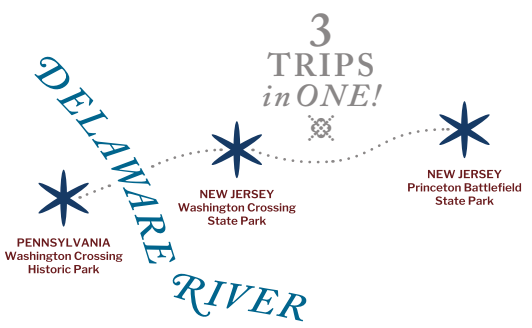 3
TRIPS
in ONE!
DELAWARE RIVER
NEW JERSEY
Princeton Battlefield
State Park
NEW JERSEY
Washington Crossing
State Park
PENNSYLVANIA
Washington Crossing
Historic Park